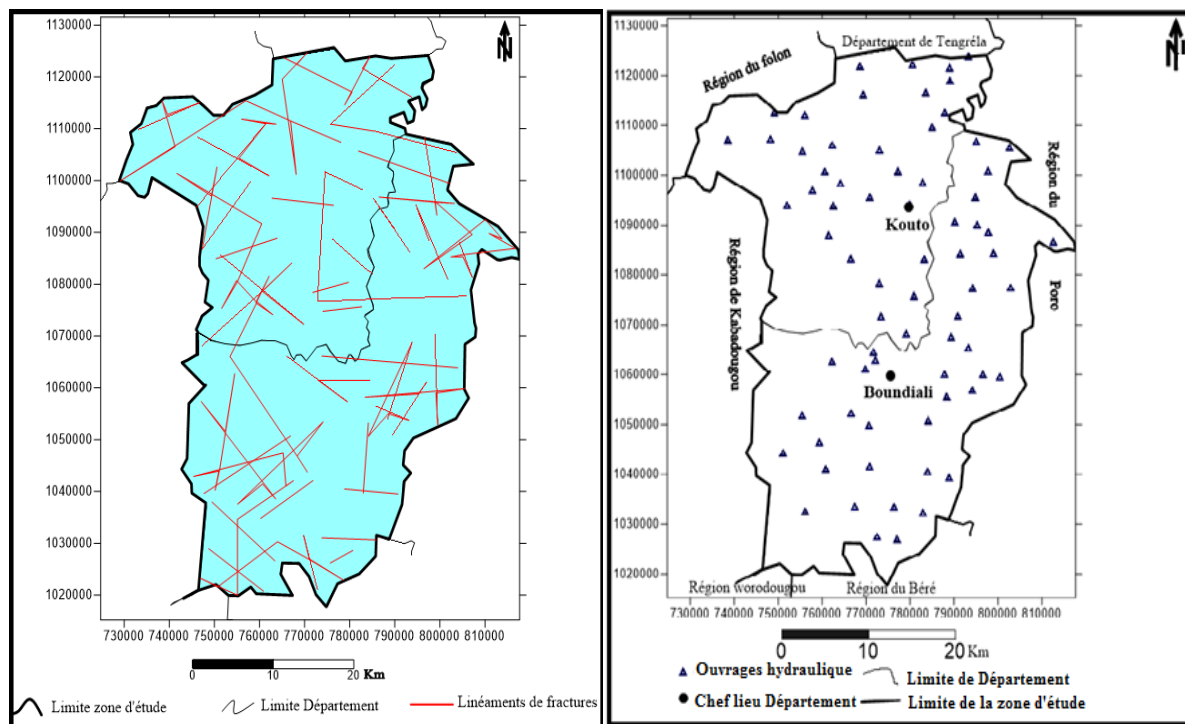 1130000
1120000
1110000
1100000
1090000
1080000
1070000
1060000
1050000
1040000
1030000
1020000
N
730000 740000 750000 760000 770000 780000 790000 800000 810000
0 10 20
Km
Limite zone d'étude Limite Département Linéaments de fractures
1130000
1120000
1110000
1100000
1090000
1080000
1070000
1060000
1050000
1040000
1030000
1020000
N
Département de Tengréla
Région du folon
Région du
Poro
Kouto
Région de Kabadougou
Boundiali
Région worodougou Région du Béré
730000 740000 750000 760000 770000 780000 790000 800000 810000
0 10 20 Km
Ouvrages hydraulique Limite de Département
Chef lieu Département Limite de la zone d'étude